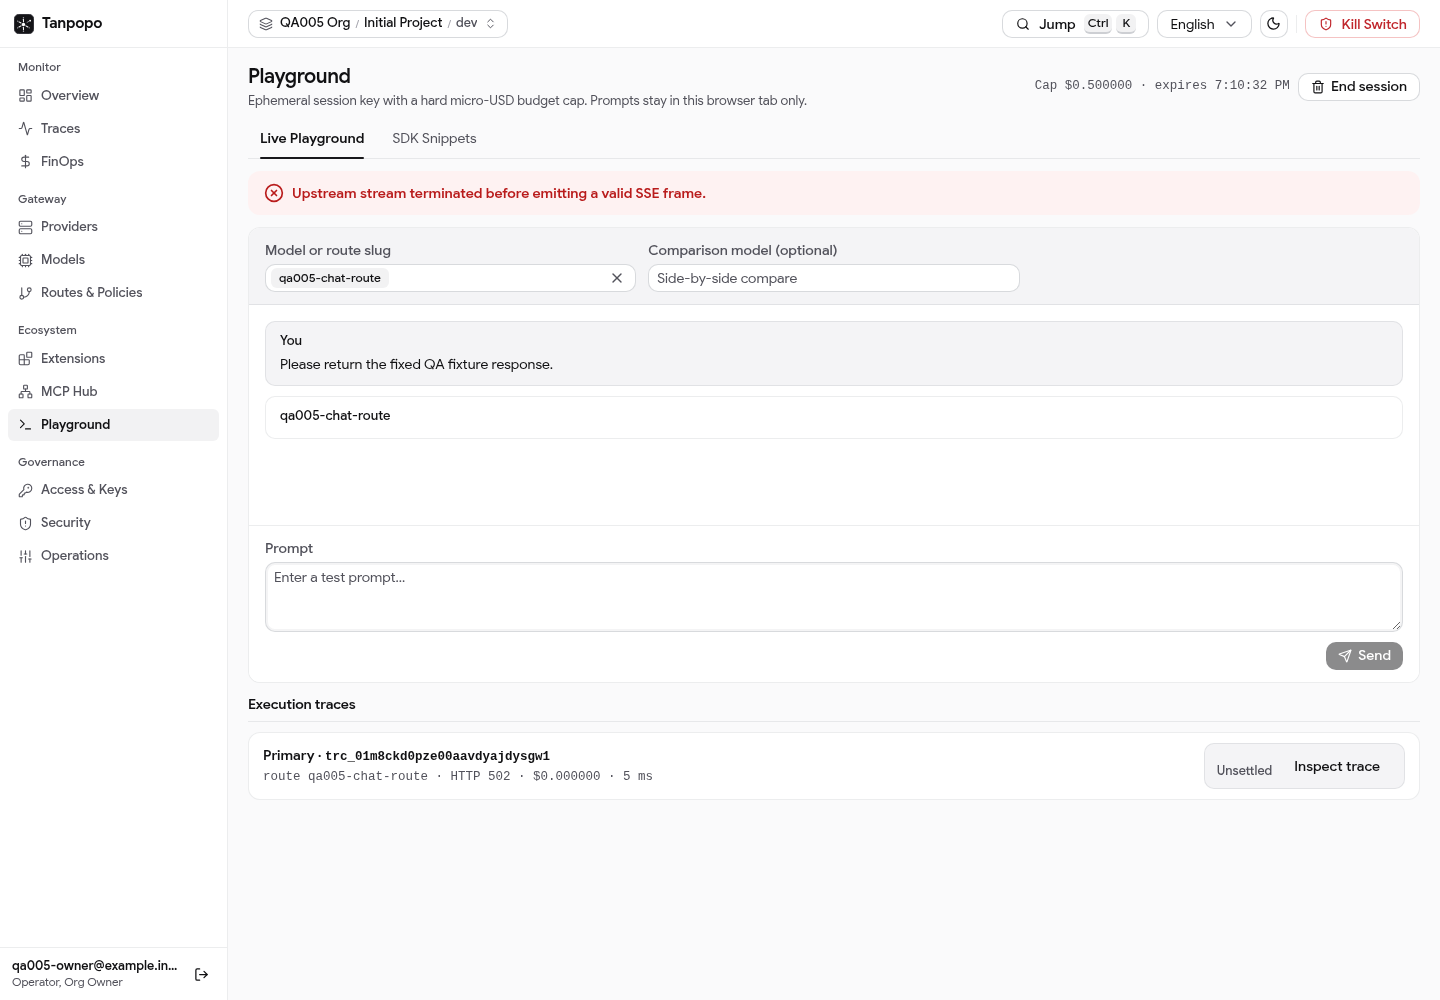 Tanpopo
QA005 Org / Initial Project / dev
Jump Ctrl K
English
Kill Switch
Monitor
Overview
Traces
FinOps
Gateway
Providers
Models
Routes & Policies
Ecosystem
Extensions
MCP Hub
Playground
Governance
Access & Keys
Security
Operations
qa005-owner@example.in...
Operator, Org Owner
Playground
Ephemeral session key with a hard micro-USD budget cap. Prompts stay in this browser tab only.
Cap $0.500000 · expires 7:10:32 PM
End session
Live Playground
SDK Snippets
Upstream stream terminated before emitting a valid SSE frame.
Model or route slug
qa005-chat-route
Comparison model (optional)
Side-by-side compare
You
Please return the fixed QA fixture response.
qa005-chat-route
Prompt
Enter a test prompt...
Send
Execution traces
Primary · trc_01m8ckd0pze00aavdyajdysgw1
route qa005-chat-route · HTTP 502 · $0.000000 · 5 ms
Unsettled
Inspect trace